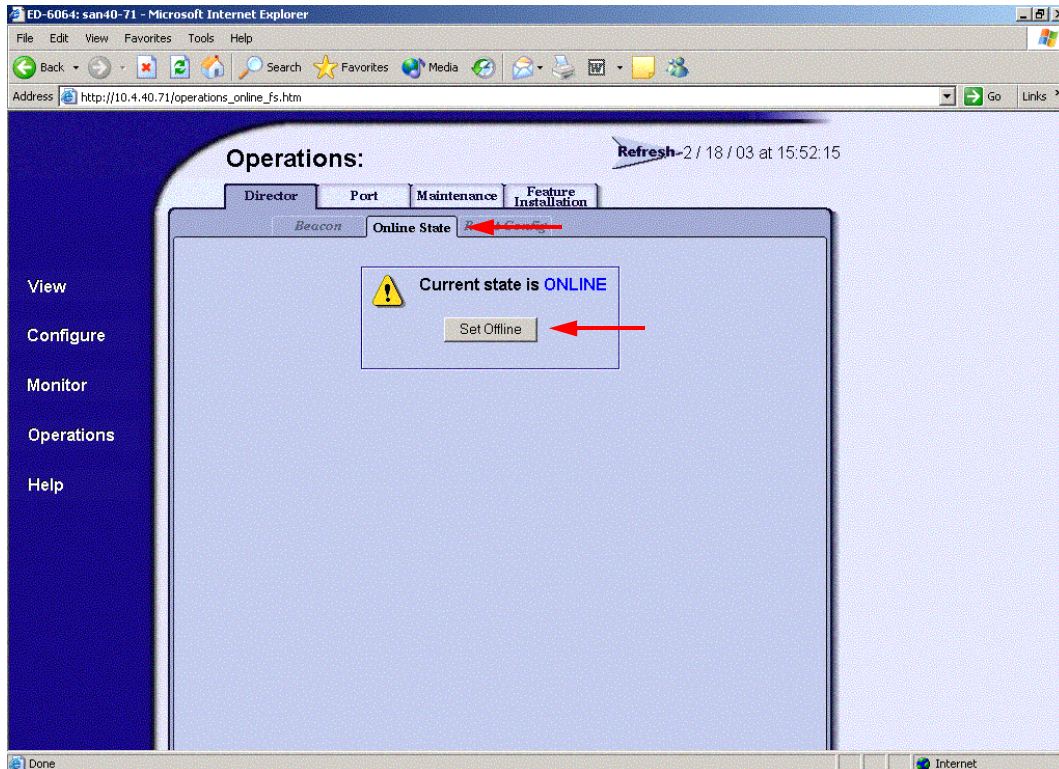 ED-6064: san40-71 - Microsoft Internet Explorer
File Edit View Favorites Tools Help
Back Search Favorites Media
Address http://10.4.40.71/operations_online_fs.htm Go Links
Operations:
Refresh-2 / 18 / 03 at 15:52:15
Director Port Maintenance Feature Installation
Beacon Online State Config
Current state is ONLINE
Set Offline
View
Configure
Monitor
Operations
Help
Done Internet